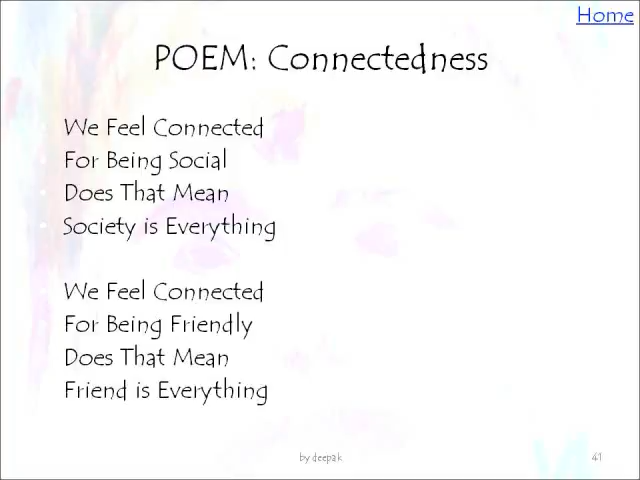 Home
POEM: Connectedness
We Feel Connected
For Being Social
Does That Mean
Society is Everything
We Feel Connected
For Being Friendly
Does That Mean
Friend is Everything
by deepak
41